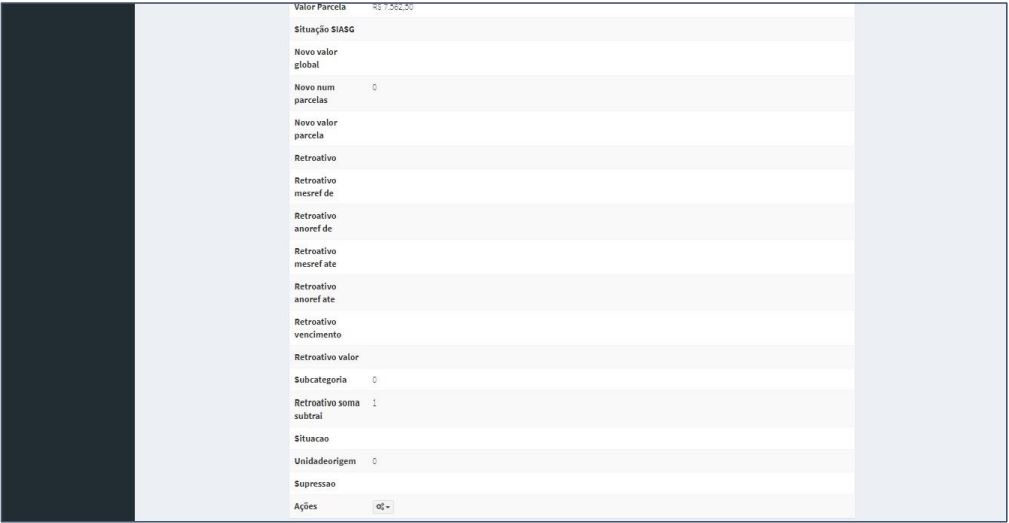 Valor Parcela R$ 7.562,50
Situação SIASG
Novo valor
global
Novo num 0
parcelas
Novo valor
parcela
Retroativo
Retroativo
mesref de
Retroativo
anoref de
Retroativo
mesref ate
Retroativo
anoref ate
Retroativo
vencimento
Retroativo valor
Subcategoria 0
Retroativo soma 1
subtrai
Situacao
Unidadeorigem 0
Supressao
Ações